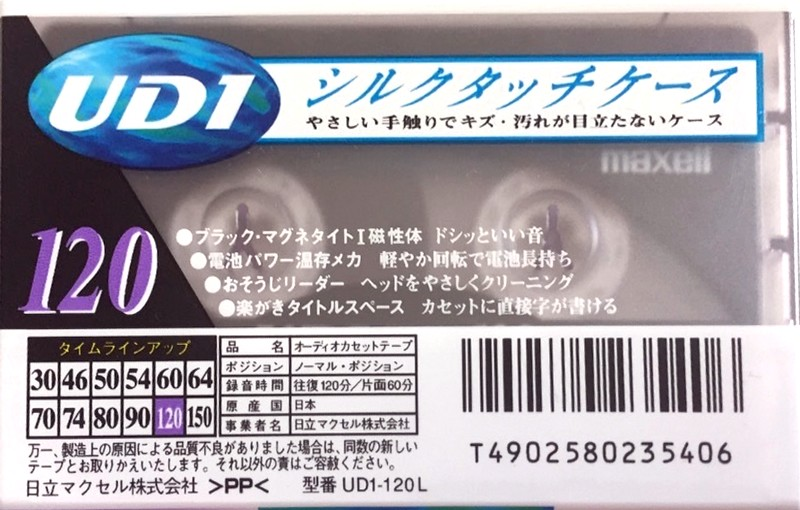 UD1
シルクタッチケース
やさしい手触りでキズ・汚れが目立たないケース
maxell
120
●ブラック・マグネタイトI磁性体 ドシッといい音
●電池パワー温存メカ 軽やか回転で電池長持ち
●おそうじリーダー ヘッドをやさしくクリーニング
●楽がきタイトルスペース カセットに直接字が書ける
タイムラインアップ
30 46 50 54 60 64
70 74 80 90 120 150
品名 オーディオカセットテープ
ポジション ノーマル・ポジション
録音時間 往復120分/片面60分
原産国 日本
事業者名 日立マクセル株式会社
万一、製造上の原因による品質不良がありました場合は、同数の新しい
テープとお取りかえいたします。それ以外の責はご容赦ください。
日立マクセル株式会社 >PP< 型番 UD1-120L
T4902580235406